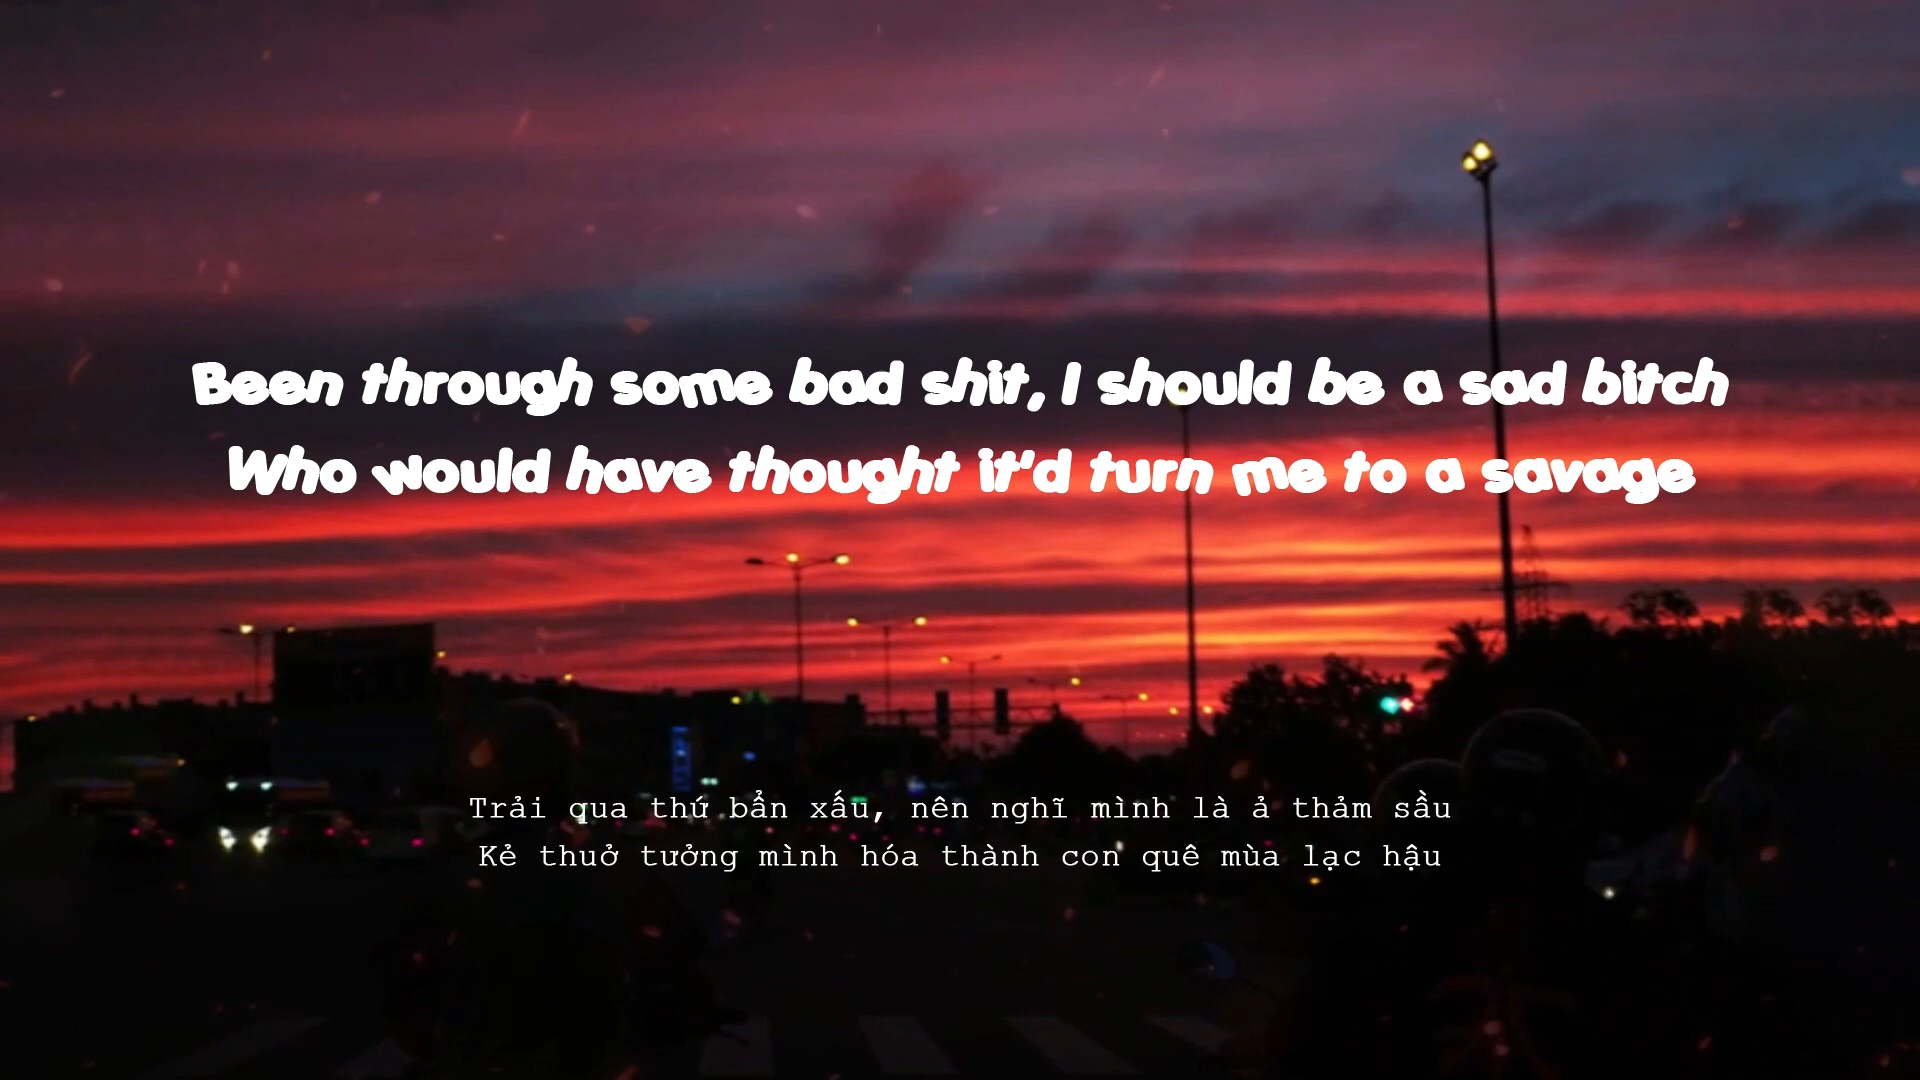 Been through some bad shit, I should be a sad bitch
Who would have thought it'd turn me to a savage
Trải qua thứ bẩn xấu, nên nghĩ mình là ả thảm sầu
Kẻ thuở tưởng mình hóa thành con quê mùa lạc hậu